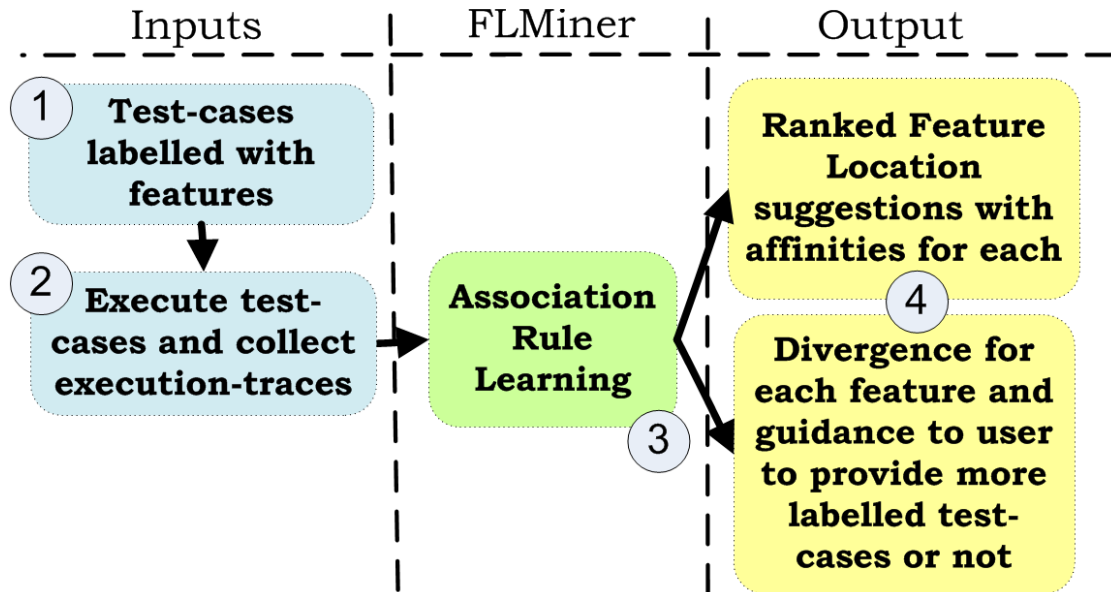 Inputs
FLMiner
Output
1
Test-cases
labelled with
features
2
Execute test-
cases and collect
execution-traces
Association
Rule
Learning
3
Ranked Feature
Location
suggestions with
affinities for each
4
Divergence for
each feature and
guidance to user
to provide more
labelled test-
cases or not